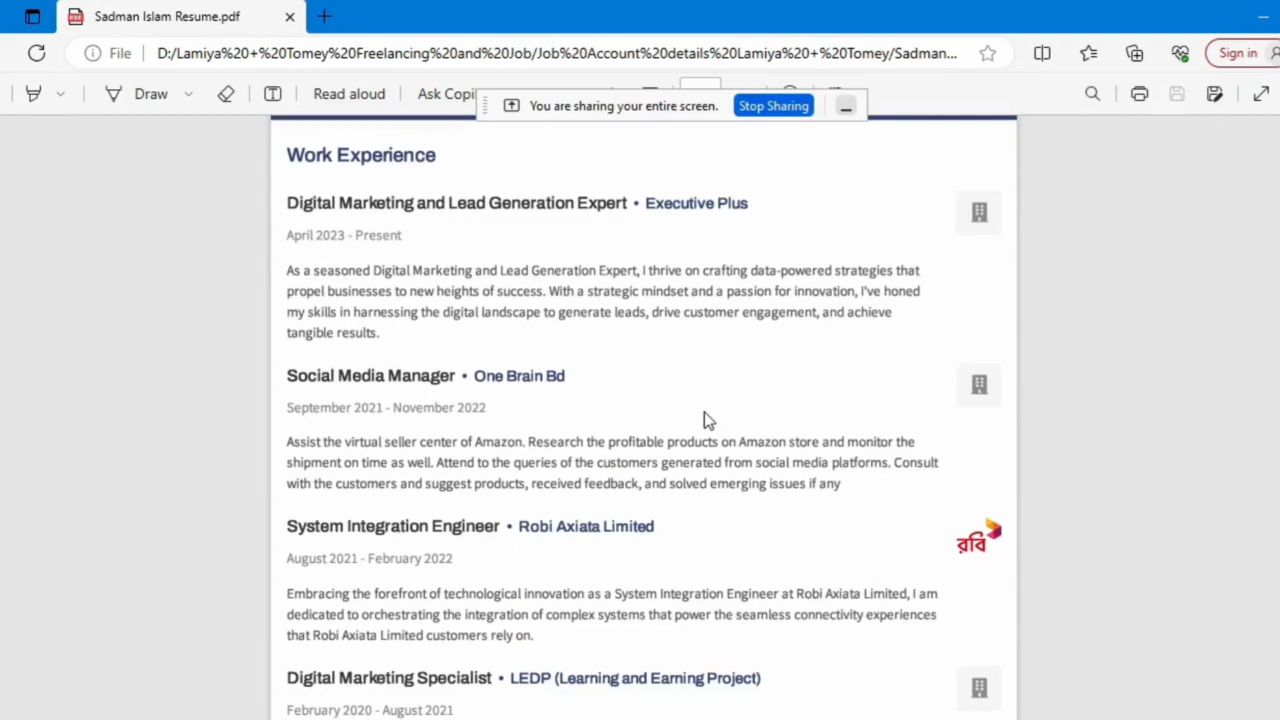 Sadman Islam Resume.pdf
File D:/Lamiya%20+%20Tomey%20Freelancing%20and%20Job/Job%20Account%20details%20Lamiya%20+%20Tomey/Sadman...
Sign in
Draw Read aloud Ask Copi
You are sharing your entire screen. Stop Sharing
Work Experience
Digital Marketing and Lead Generation Expert • Executive Plus
April 2023 - Present
As a seasoned Digital Marketing and Lead Generation Expert, I thrive on crafting data-powered strategies that
propel businesses to new heights of success. With a strategic mindset and a passion for innovation, I've honed
my skills in harnessing the digital landscape to generate leads, drive customer engagement, and achieve
tangible results.
Social Media Manager • One Brain Bd
September 2021 - November 2022
Assist the virtual seller center of Amazon. Research the profitable products on Amazon store and monitor the
shipment on time as well. Attend to the queries of the customers generated from social media platforms. Consult
with the customers and suggest products, received feedback, and solved emerging issues if any
System Integration Engineer • Robi Axiata Limited
রবি
August 2021 - February 2022
Embracing the forefront of technological innovation as a System Integration Engineer at Robi Axiata Limited, I am
dedicated to orchestrating the integration of complex systems that power the seamless connectivity experiences
that Robi Axiata Limited customers rely on.
Digital Marketing Specialist • LEDP (Learning and Earning Project)
February 2020 - August 2021